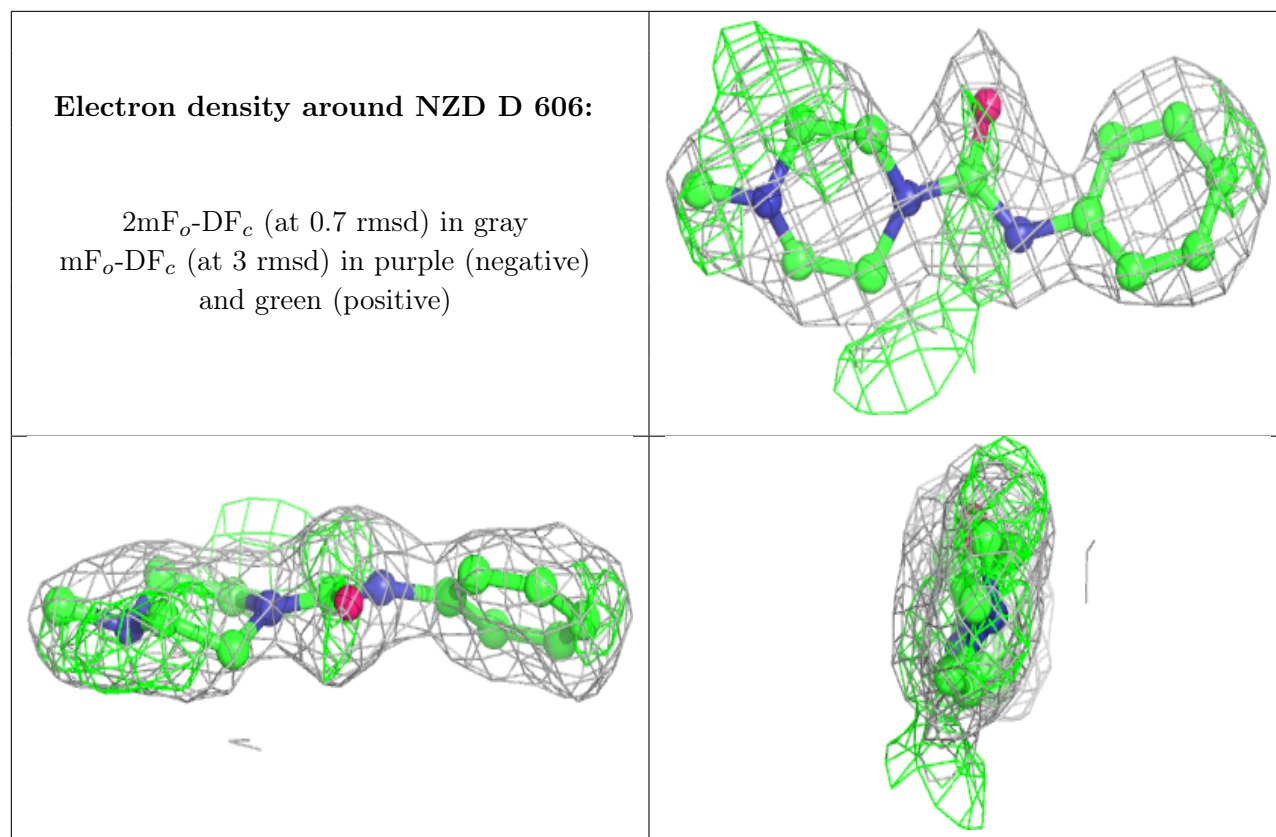 Electron density around NZD D 606:
2mFo-DFc (at 0.7 rmsd) in gray
mFo-DFc (at 3 rmsd) in purple (negative)
and green (positive)